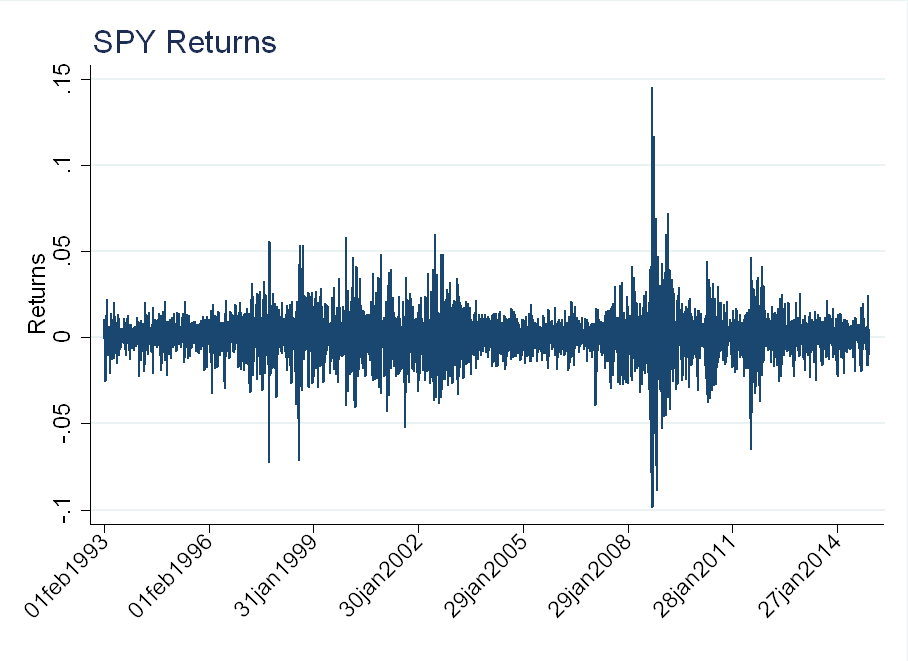 SPY Returns
Returns
.15
.1
.05
0
-.05
-.1
01feb1993
01feb1996
31jan1999
30jan2002
29jan2005
29jan2008
28jan2011
27jan2014